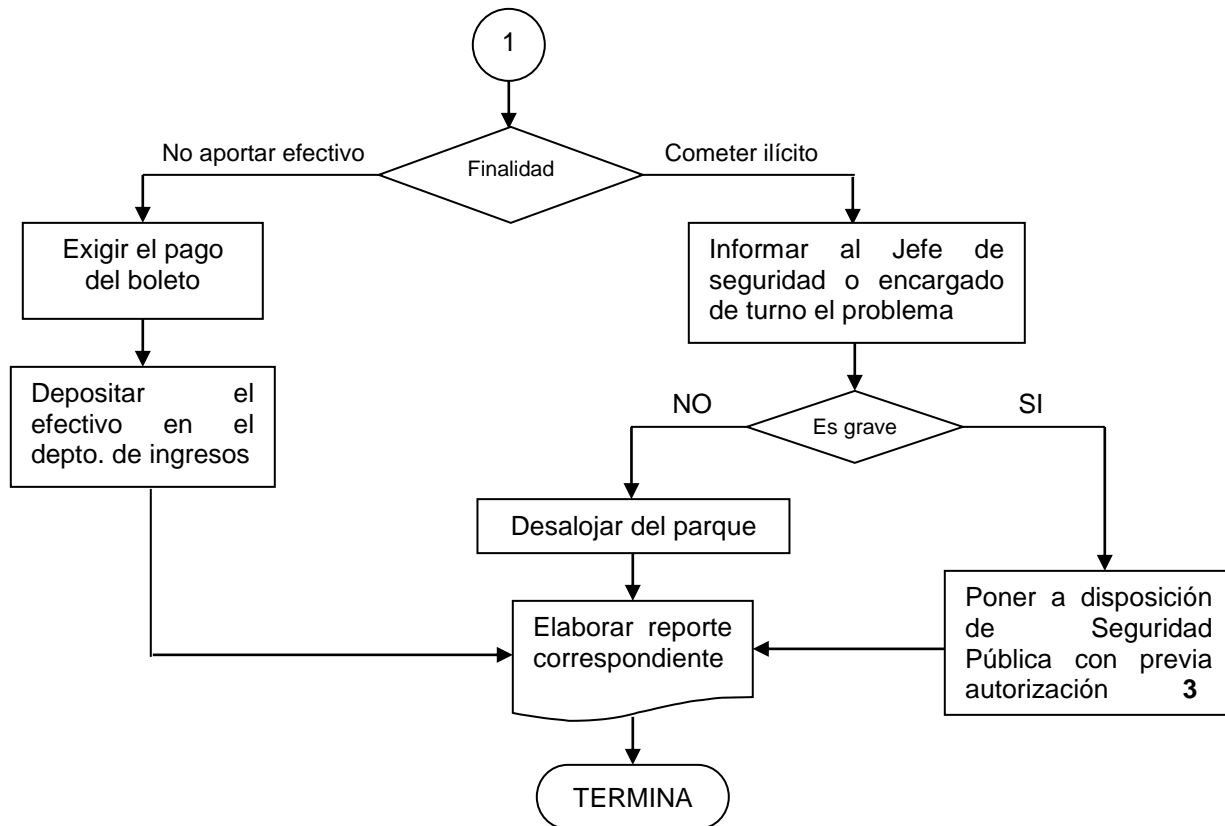 1
No aportar efectivo
Finalidad
Cometer ilícito
Exigir el pago
del boleto
Informar al Jefe de
seguridad o encargado
de turno el problema
Depositar el
efectivo en el
depto. de ingresos
NO
Es grave
SI
Desalojar del parque
Elaborar reporte
correspondiente
Poner a disposición
de Seguridad
Pública con previa
autorización 3
TERMINA